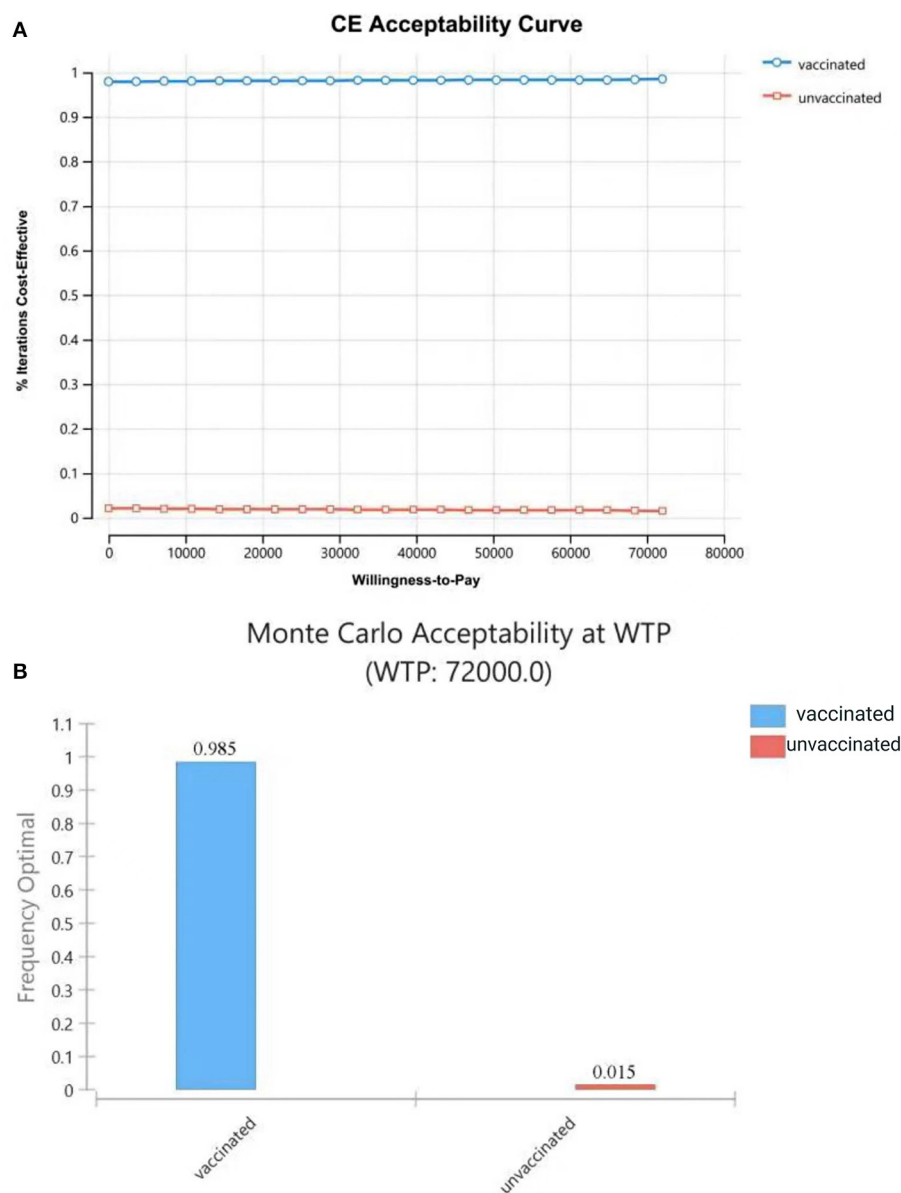 A
CE Acceptability Curve
vaccinated
unvaccinated
% Iterations Cost-Effective
1
0.9
0.8
0.7
0.6
0.5
0.4
0.3
0.2
0.1
0
0 10000 20000 30000 40000 50000 60000 70000 80000
Willingness-to-Pay
B
Monte Carlo Acceptability at WTP
(WTP: 72000.0)
vaccinated
unvaccinated
Frequency Optimal
1.1
1
0.9
0.8
0.7
0.6
0.5
0.4
0.3
0.2
0.1
0
0.985
0.015
vaccinated
unvaccinated